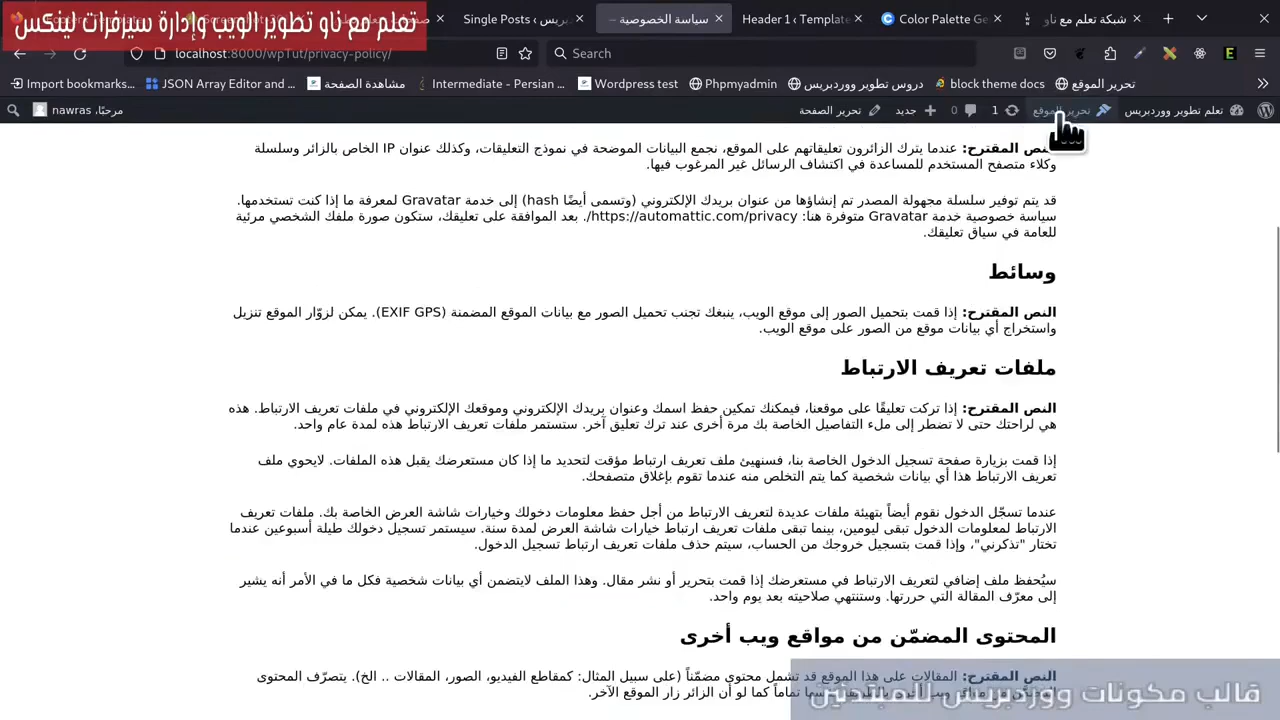 تعلم مع ناو تطوير الويب وإدارة سيرفرات لينكس
Single Posts
سياسة الخصوصية —
Color Palette Ge
شبكة تعلم مع ناو
localhost:8000/wpTut/privacy-policy/
Search
Import bookmarks...
JSON Array Editor and ...
مشاهدة الصفحة
Intermediate - Persian ...
Wordpress test
Phpmyadmin
دروس تطوير ووردبريس
block theme docs
تحرير الموقع
تعلم تطوير ووردبريس
تحرير الموقع
1
0
جديد
تحرير الصفحة
مرحبًا، nawras
النص المقترح: عندما يترك الزائرون تعليقاتهم على الموقع، نجمع البيانات الموضحة في نموذج التعليقات، وكذلك عنوان IP الخاص بالزائر وسلسلة
وكلاء متصفح المستخدم للمساعدة في اكتشاف الرسائل غير المرغوب فيها.
قد يتم توفير سلسلة مجهولة المصدر تم إنشاؤها من عنوان بريدك الإلكتروني (وتسمى أيضًا hash) إلى خدمة Gravatar لمعرفة ما إذا كنت تستخدمها.
سياسة خصوصية خدمة Gravatar متوفرة هنا: https://automattic.com/privacy/. بعد الموافقة على تعليقك، ستكون صورة ملفك الشخصي مرئية
للعامة في سياق تعليقك.
وسائط
النص المقترح: إذا قمت بتحميل الصور إلى موقع الويب، ينبغك تجنب تحميل الصور مع بيانات الموقع المضمنة (EXIF GPS). يمكن لزوّار الموقع تنزيل
واستخراج أي بيانات موقع من الصور على موقع الويب.
ملفات تعريف الارتباط
النص المقترح: إذا تركت تعليقًا على موقعنا، فيمكنك تمكين حفظ اسمك وعنوان بريدك الإلكتروني وموقعك الإلكتروني في ملفات تعريف الارتباط. هذه
هي لراحتك حتى لا تضطر إلى ملء التفاصيل الخاصة بك مرة أخرى عند ترك تعليق آخر. ستستمر ملفات تعريف الارتباط هذه لمدة عام واحد.
إذا قمت بزيارة صفحة تسجيل الدخول الخاصة بنا، فسنهيئ ملف تعريف ارتباط مؤقت لتحديد ما إذا كان مستعرضك يقبل هذه الملفات. لايحوي ملف
تعريف الارتباط هذا أي بيانات شخصية كما يتم التخلص منه عندما تقوم بإغلاق متصفحك.
عندما تسجّل الدخول نقوم أيضاً بتهيئة ملفات عديدة لتعريف الارتباط من أجل حفظ معلومات دخولك وخيارات شاشة العرض الخاصة بك. ملفات تعريف
الارتباط لمعلومات الدخول تبقى ليومين، بينما تبقى ملفات تعريف ارتباط خيارات شاشة العرض لمدة سنة. سيستمر تسجيل دخولك طيلة أسبوعين عندما
تختار "تذكرني"، وإذا قمت بتسجيل خروجك من الحساب، سيتم حذف ملفات تعريف ارتباط تسجيل الدخول.
سيُحفظ ملف إضافي لتعريف الارتباط في مستعرضك إذا قمت بتحرير أو نشر مقال. وهذا الملف لايتضمن أي بيانات شخصية فكل ما في الأمر أنه يشير
إلى معرّف المقالة التي حررتها. وستنتهي صلاحيته بعد يوم واحد.
المحتوى المضمّن من مواقع ويب أخرى
النص المقترح: المقالات على هذا الموقع قد تشمل محتوى مضمّناً (على سبيل المثال: كمقاطع الفيديو، الصور، المقالات .. الخ). يتصرّف المحتوى
تماماً كما لو أن الزائر زار الموقع الآخر.
قالب مكونات ووردبريس للمبتدئين